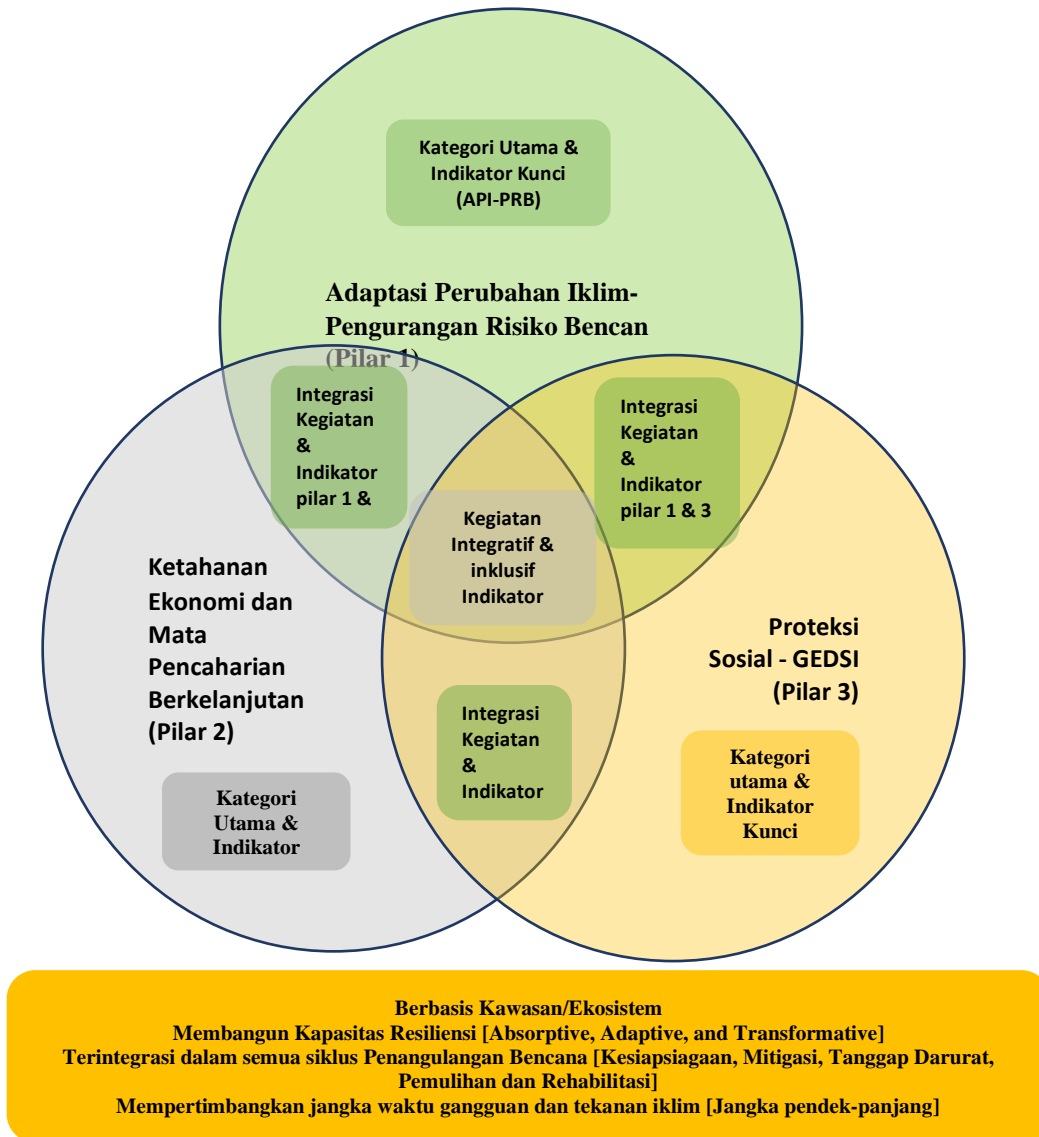 Kategori Utama &
Indikator Kunci
(API-PRB)
Adaptasi Perubahan Iklim-
Pengurangan Risiko Bencan
(Pilar 1)
Integrasi
Kegiatan
&
Indikator
pilar 1 &
Integrasi
Kegiatan
&
Indikator
pilar 1 & 3
Kegiatan
Integratif &
inklusif
Indikator
Ketahanan
Ekonomi dan
Mata
Pencaharian
Berkelanjutan
(Pilar 2)
Proteksi
Sosial - GEDSI
(Pilar 3)
Integrasi
Kegiatan
&
Indikator
Kategori
Utama &
Indikator
Kategori
utama &
Indikator
Kunci
Berbasis Kawasan/Ekosistem
Membangun Kapasitas Resiliensi [Absorptive, Adaptive, and Transformative]
Terintegrasi dalam semua siklus Penangulangan Bencana [Kesiapsiagaan, Mitigasi, Tanggap Darurat,
Pemulihan dan Rehabilitasi]
Mempertimbangkan jangka waktu gangguan dan tekanan iklim [Jangka pendek-panjang]